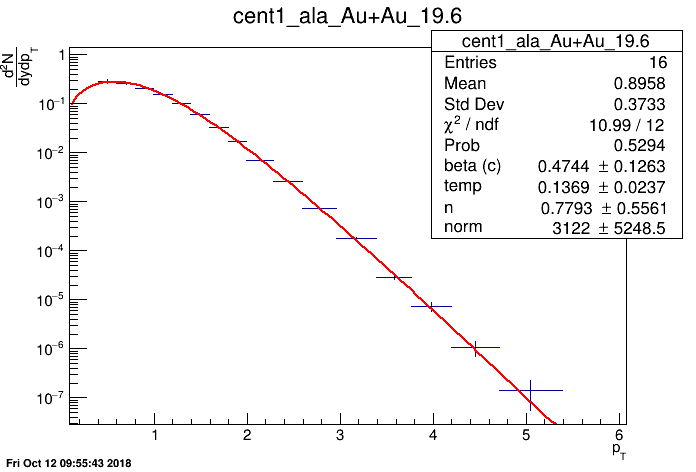 cent1_ala_Au+Au_19.6
cent1_ala_Au+Au_19.6
Entries 16
Mean 0.8958
Std Dev 0.3733
χ² / ndf 10.99 / 12
Prob 0.5294
beta (c) 0.4744 ± 0.1263
temp 0.1369 ± 0.0237
n 0.7793 ± 0.5561
norm 3122 ± 5248.5
d²N
dydp_T
1
10⁻¹
10⁻²
10⁻³
10⁻⁴
10⁻⁵
10⁻⁶
10⁻⁷
1 2 3 4 5 6
p_T
Fri Oct 12 09:55:43 2018